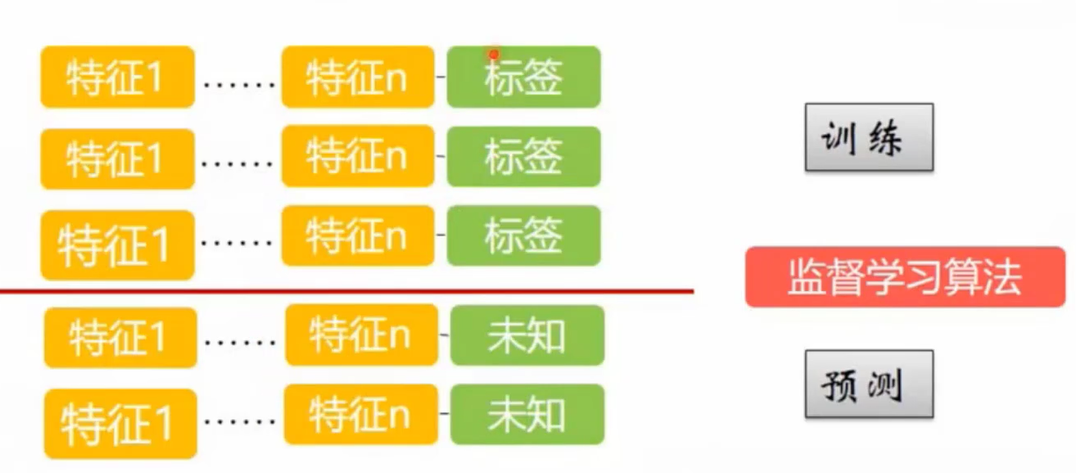 特征1 ...... 特征n 标签
特征1 ...... 特征n 标签
特征1 ...... 特征n 标签
训练
监督学习算法
特征1 ...... 特征n 未知
特征1 ...... 特征n 未知
预测